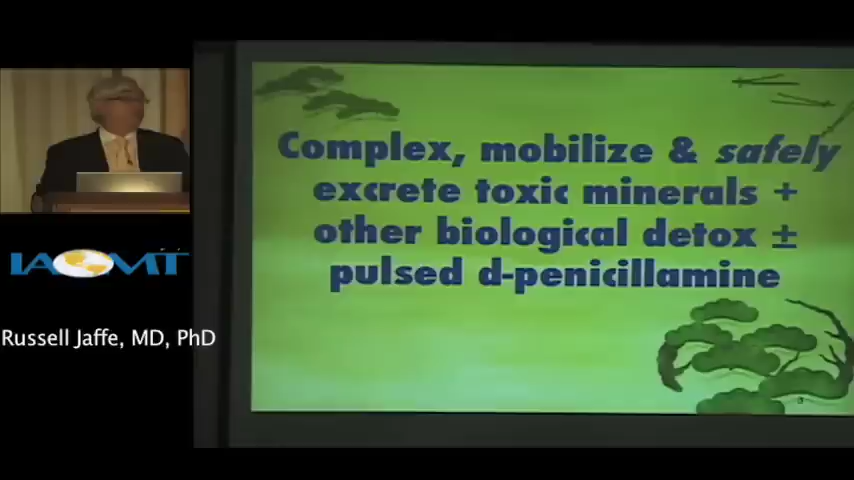 Complex, mobilize & safely
excrete toxic minerals +
other biological detox ±
pulsed d-penicillamine
IAOMT
Russell Jaffe, MD, PhD